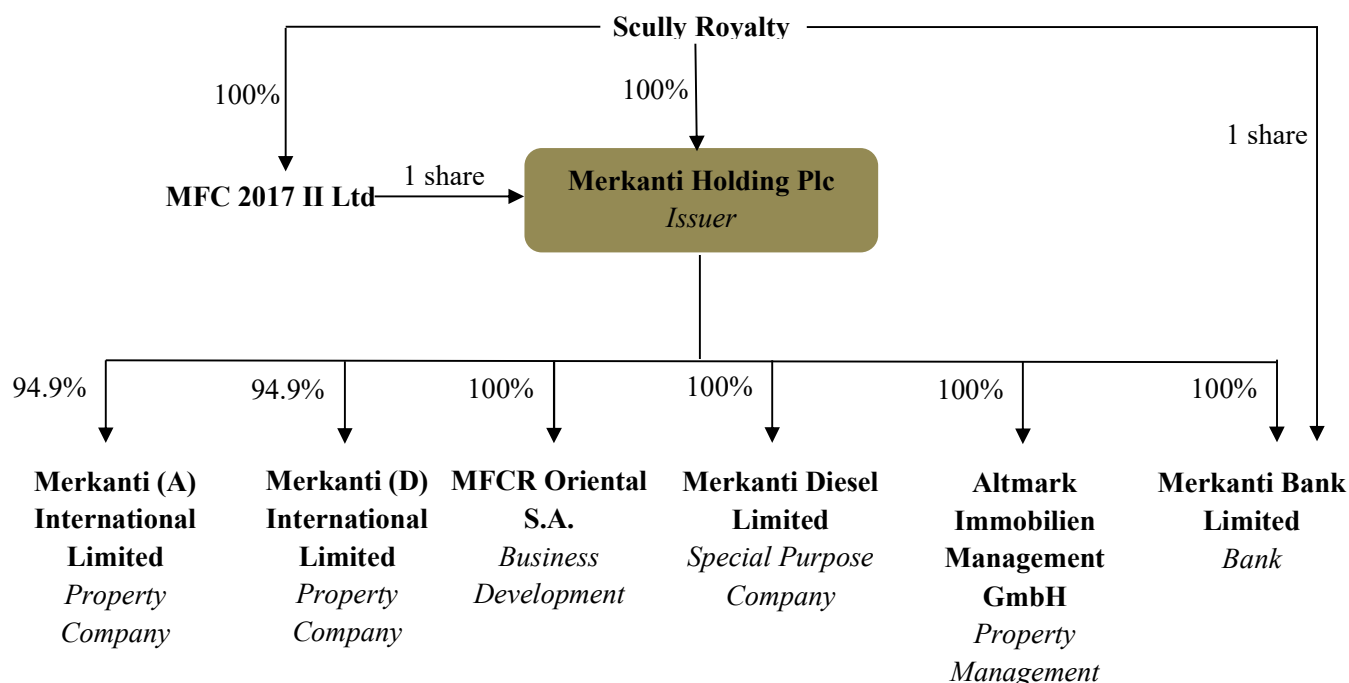 Scully Royalty
100%
100%
1 share
MFC 2017 II Ltd
1 share
Merkanti Holding Plc
Issuer
94.9%
94.9%
100%
100%
100%
100%
Merkanti (A)
International
Limited
Property
Company
Merkanti (D)
International
Limited
Property
Company
MFCR Oriental
S.A.
Business
Development
Merkanti Diesel
Limited
Special Purpose
Company
Altmark
Immobilien
Management
GmbH
Property
Management
Merkanti Bank
Limited
Bank